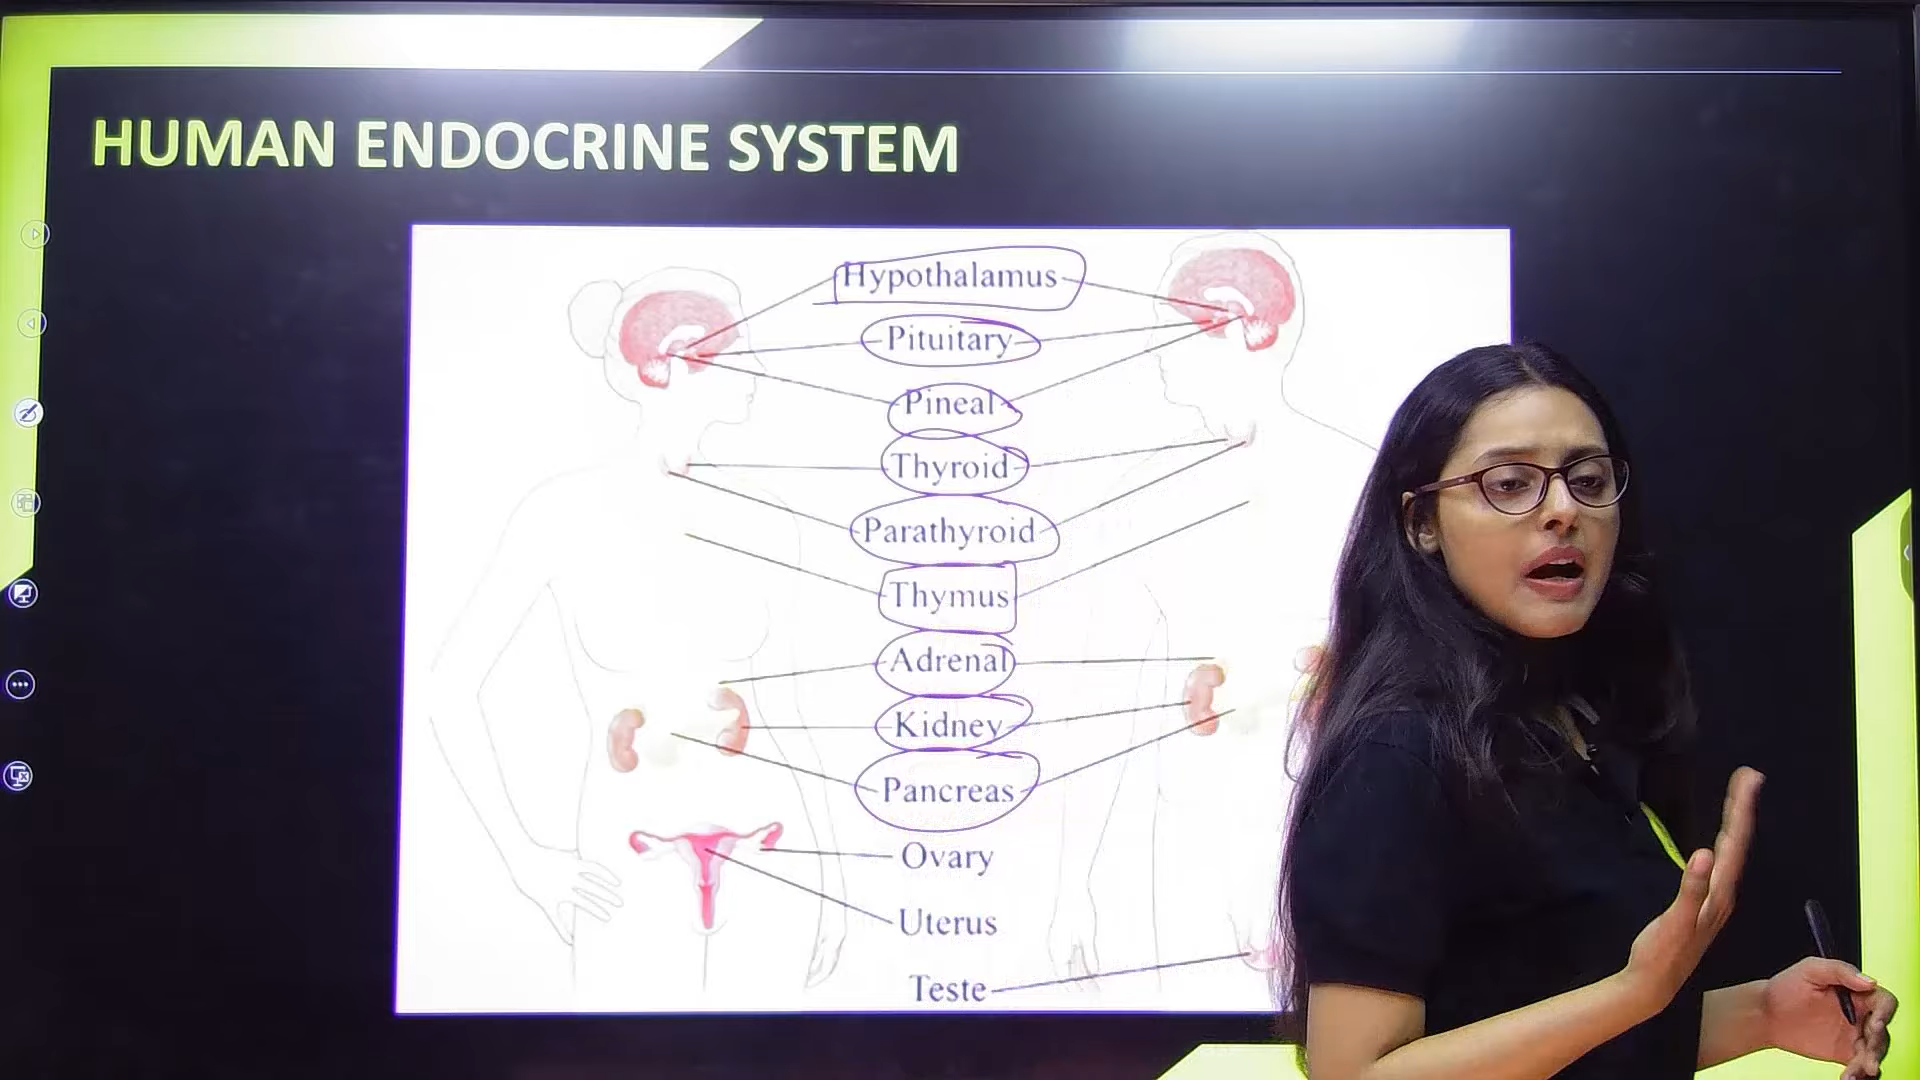 HUMAN ENDOCRINE SYSTEM
Hypothalamus
Pituitary
Pineal
Thyroid
Parathyroid
Thymus
Adrenal
Kidney
Pancreas
Ovary
Uterus
Teste